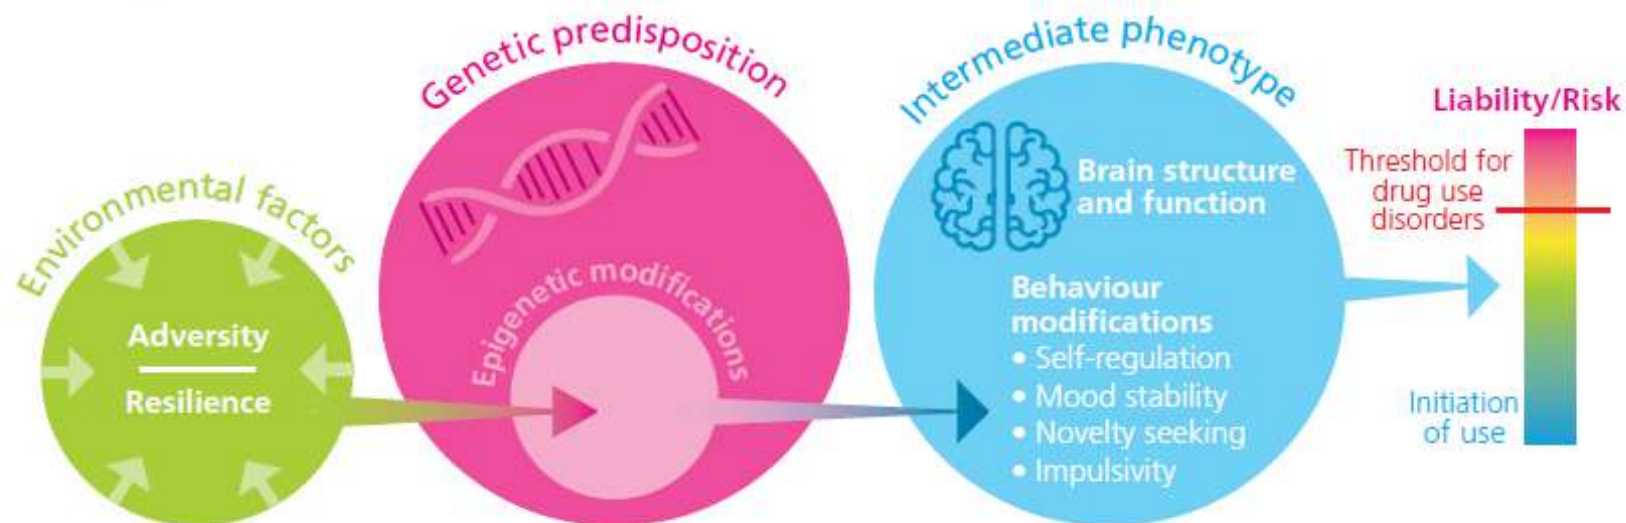 Environmental factors
Adversity
Resilience
Genetic predisposition
Epigenetic modifications
Intermediate phenotype
Brain structure
and function
Behaviour
modifications
• Self-regulation
• Mood stability
• Novelty seeking
• Impulsivity
Liability/Risk
Threshold for
drug use
disorders
Initiation
of use